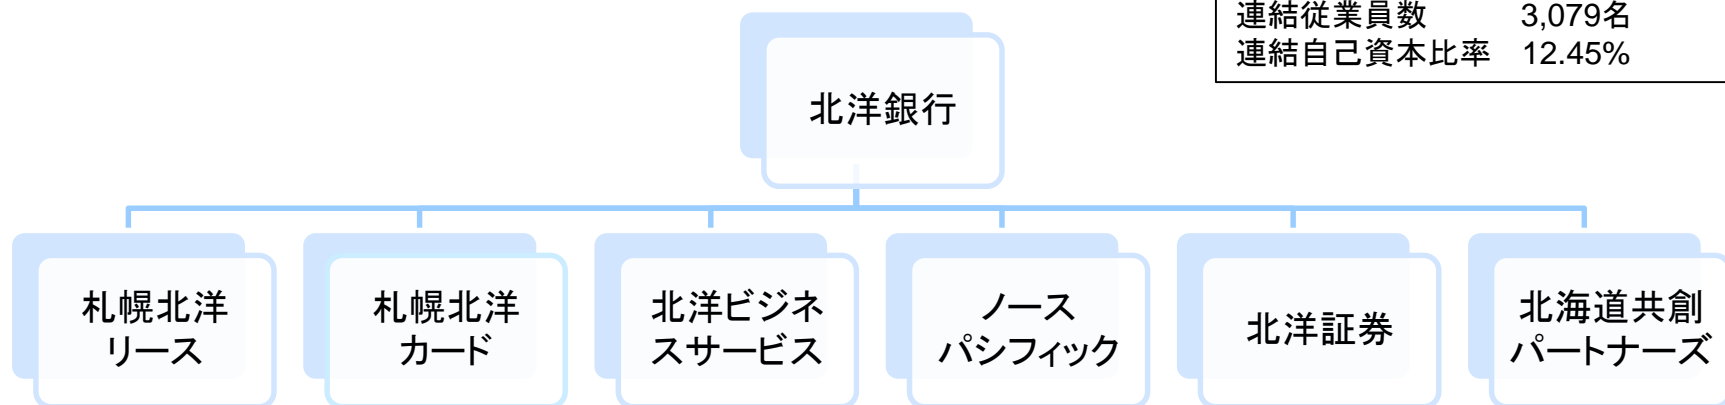 連結従業員数 3,079名
連結自己資本比率 12.45%
北洋銀行
札幌北洋
リース
札幌北洋
カード
北洋ビジネ
スサービス
ノース
パシフィック
北洋証券
北海道共創
パートナーズ